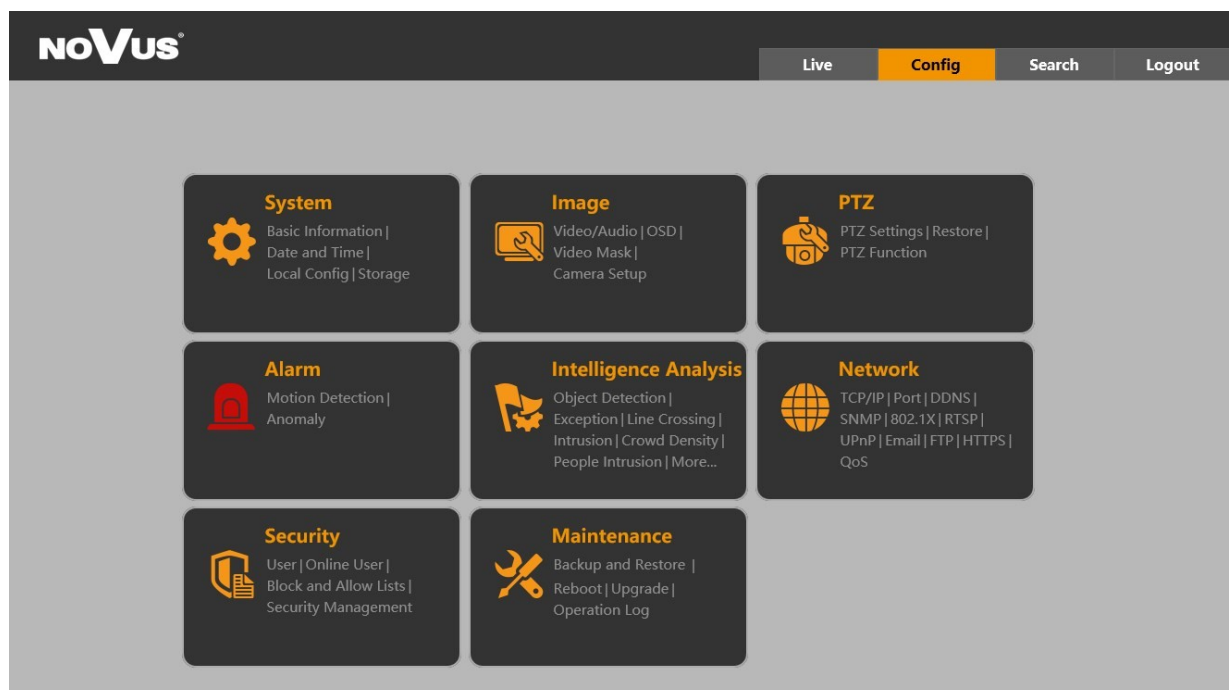 NOVUS®
Live Config Search Logout
System
Basic Information |
Date and Time |
Local Config | Storage
Image
Video/Audio | OSD |
Video Mask |
Camera Setup
PTZ
PTZ Settings | Restore |
PTZ Function
Alarm
Motion Detection |
Anomaly
Intelligence Analysis
Object Detection |
Exception | Line Crossing |
Intrusion | Crowd Density |
People Intrusion | More...
Network
TCP/IP | Port | DDNS |
SNMP | 802.1X | RTSP |
UPnP | Email | FTP | HTTPS |
QoS
Security
User | Online User |
Block and Allow Lists |
Security Management
Maintenance
Backup and Restore |
Reboot | Upgrade |
Operation Log